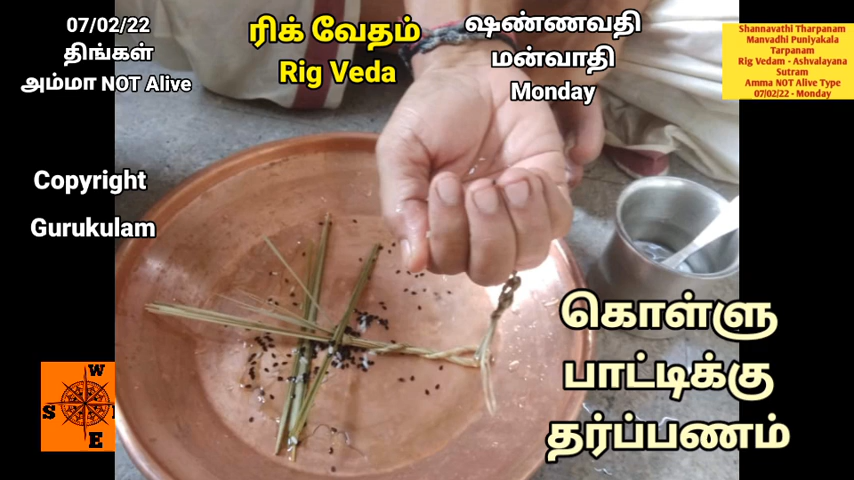 07/02/22
திங்கள்
அம்மா NOT Alive
ரிக் வேதம்
Rig Veda
ஷண்ணவதி
மன்வாதி
Monday
Shannavathi Tharpanam
Manvadhi Puniyakala
Tarpanam
Rig Vedam - Ashvalayana
Sutram
Amma NOT Alive Type
07/02/22 - Monday
Copyright
Gurukulam
கொள்ளு
பாட்டிக்கு
தர்ப்பணம்
W
S
E